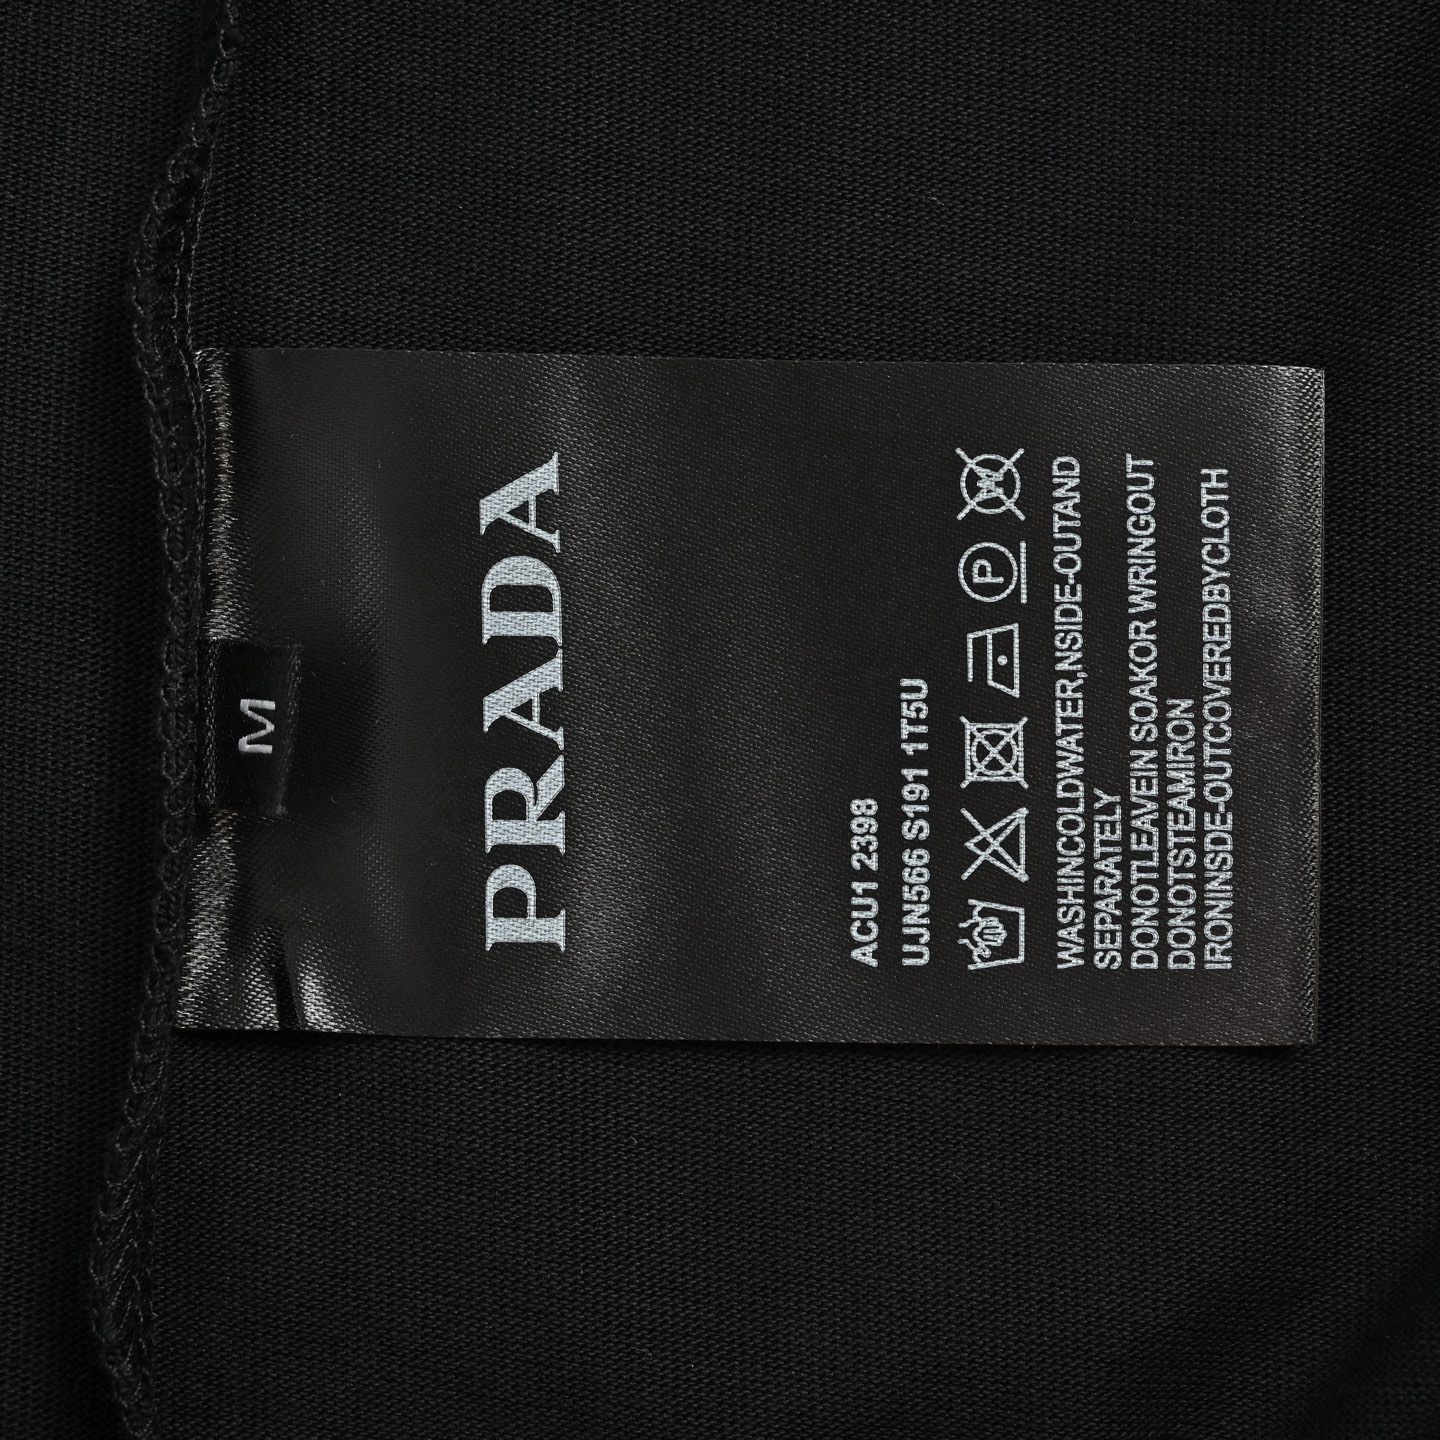 M
PRADA
ACU1 2398
UJN566 S191 1T5U
P
WASHINCOLDWATER,NSIDE-OUTAND
SEPARATELY
DONOTLEAVEIN SOAKOR WRINGOUT
DONOTSTEAMIRON
IRONINSDE-OUTCOVEREDBYCLOTH